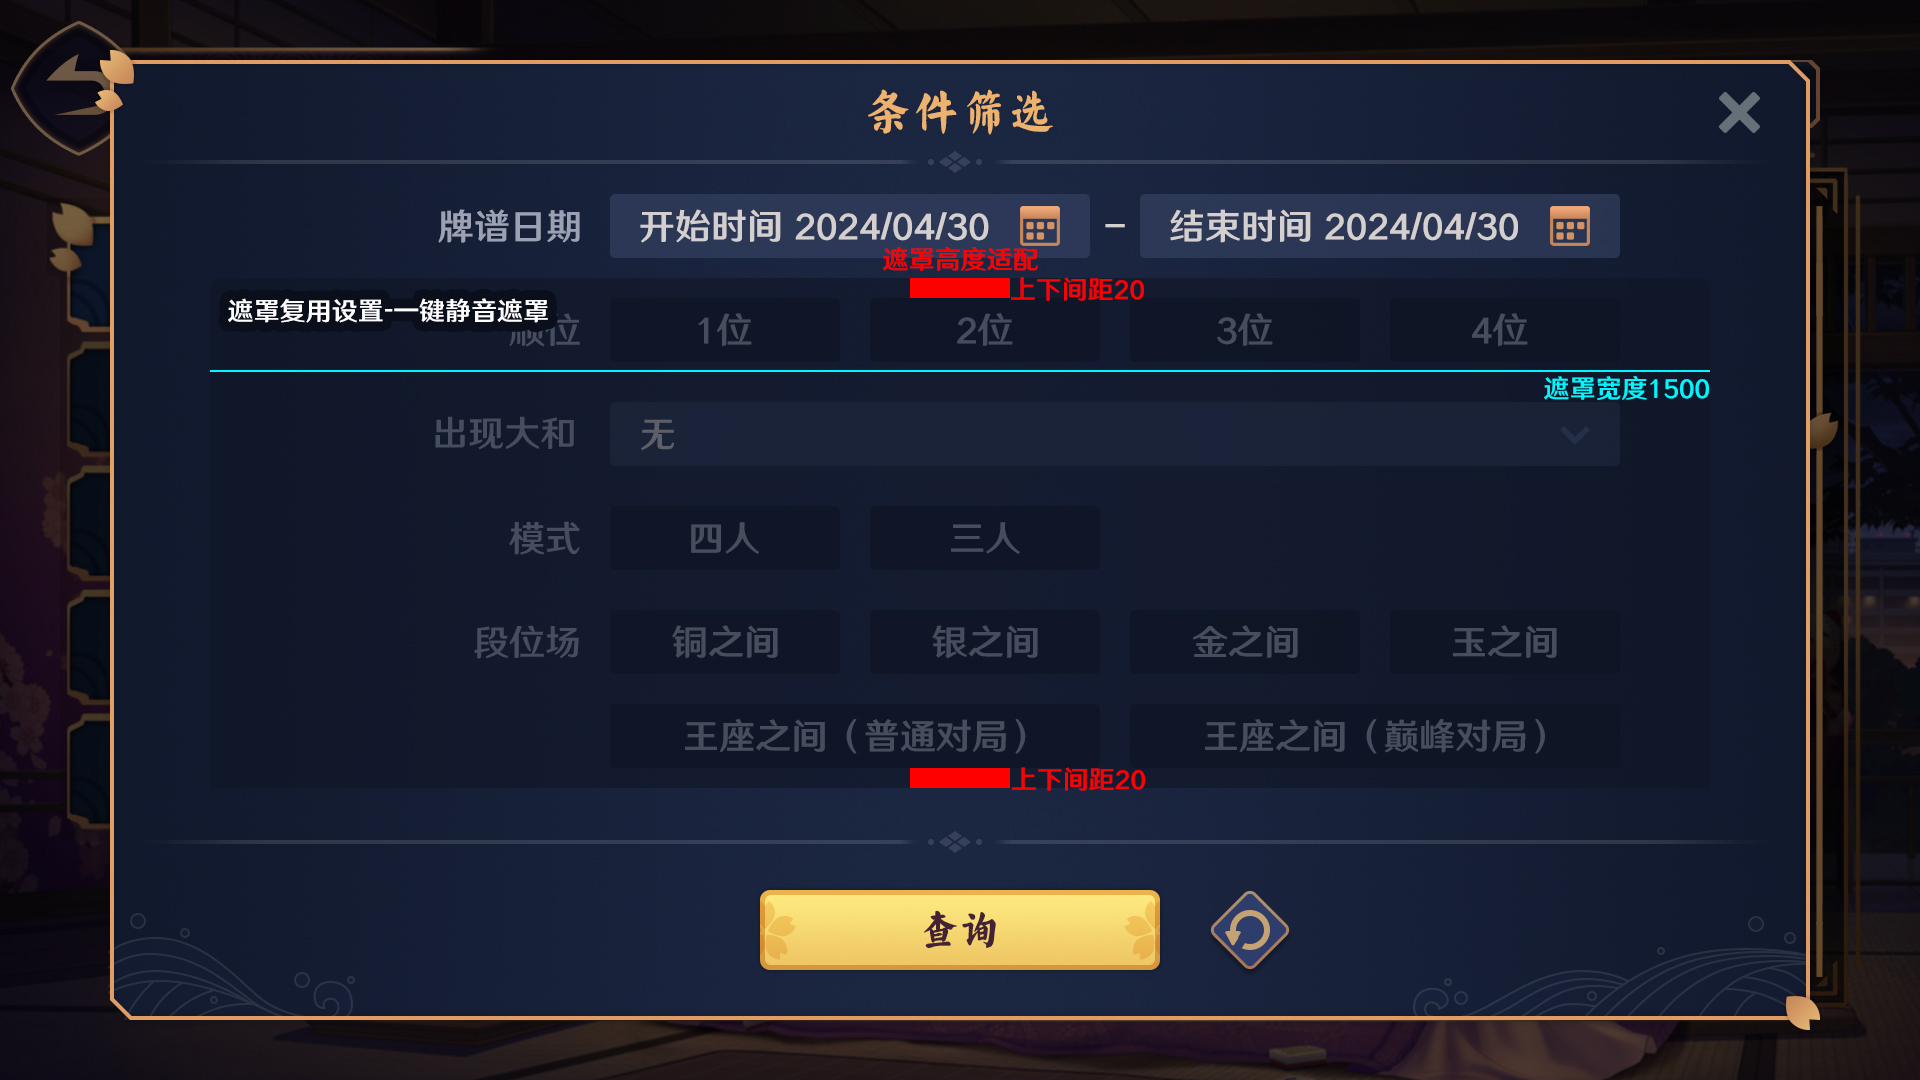 条件筛选
牌谱日期
开始时间 2024/04/30
-
结束时间 2024/04/30
遮罩高度适配
上下间距20
遮罩复用设置-一键静音遮罩
顺位
1位
2位
3位
4位
遮罩宽度1500
出现大和
无
模式
四人
三人
段位场
铜之间
银之间
金之间
玉之间
王座之间（普通对局）
王座之间（巅峰对局）
上下间距20
查询